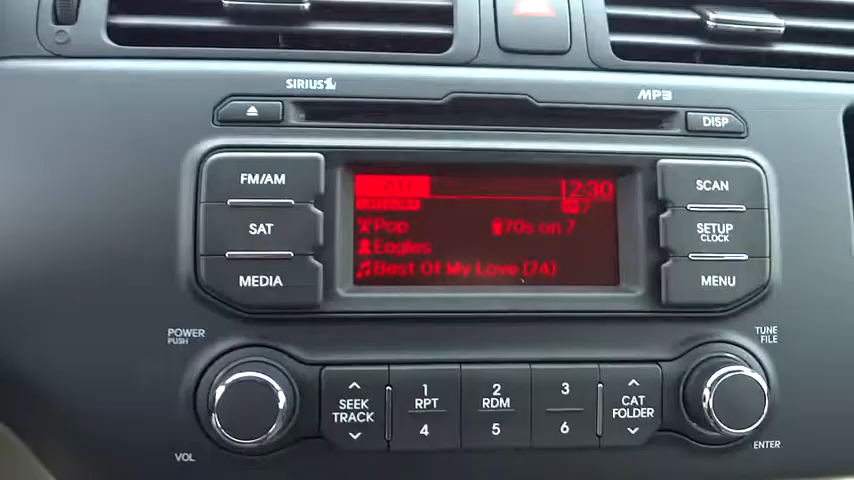 SIRIUS
MP3
DISP
FM/AM
SAT
MEDIA
12:30
7
Pop
70s on 7
Eagles
Best Of My Love (74)
SCAN
SETUP
CLOCK
MENU
POWER
PUSH
VOL
SEEK
TRACK
1
RPT
4
2
RDM
5
3
6
CAT
FOLDER
TUNE
FILE
ENTER